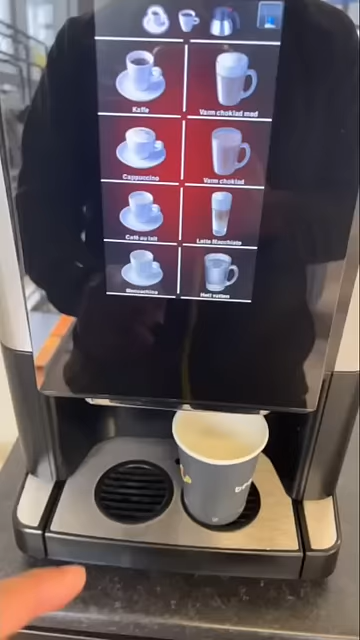 Kaffe
Varm choklad med
Cappuccino
Varm choklad
Café au lait
Latte Macchiato
Hett vatten